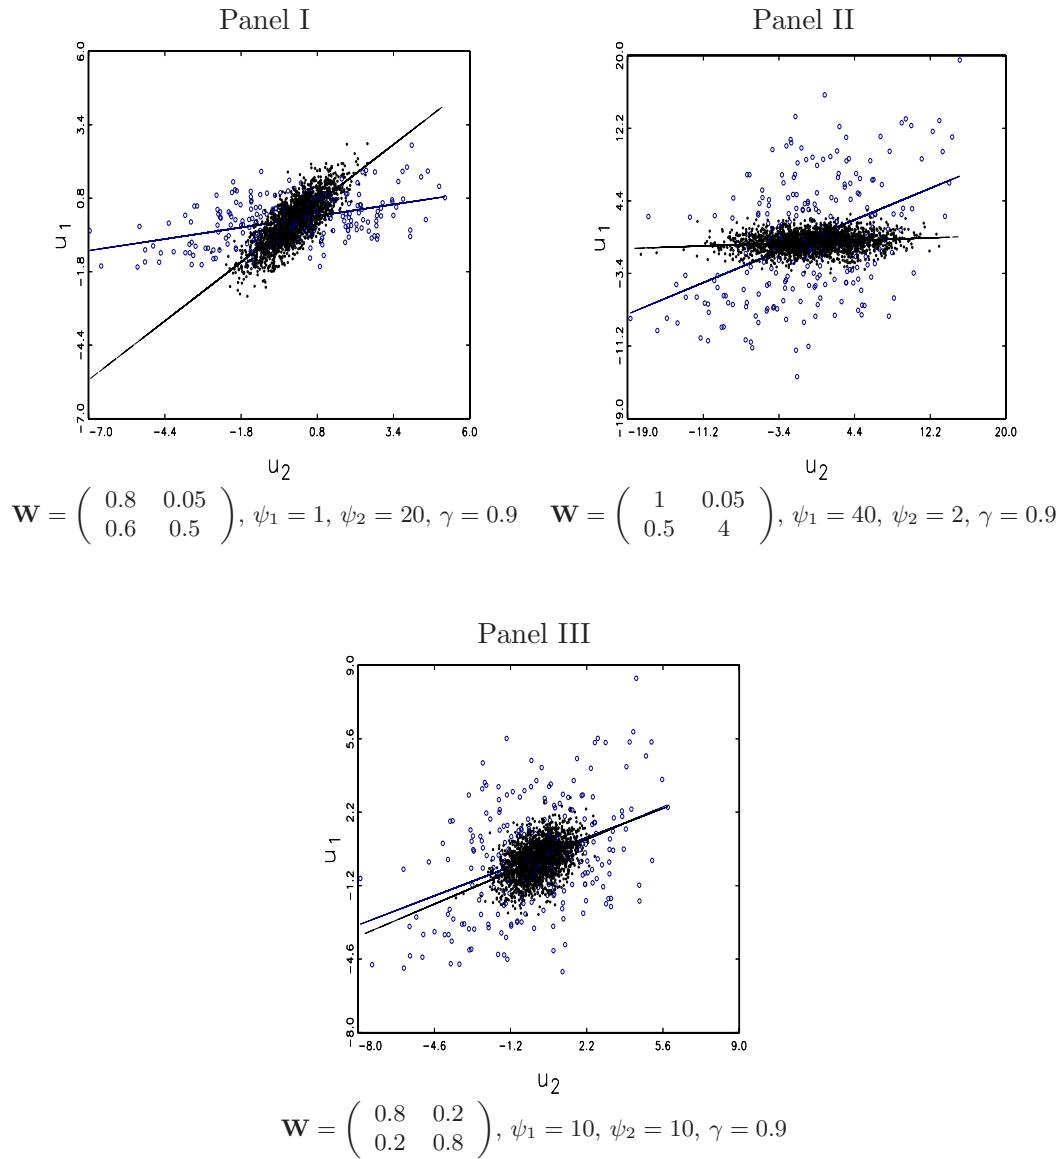 Panel I
Panel II
6.0
3.4
0.8
−1.8
−4.4
−7.0
u1
−7.0 −4.4 −1.8 0.8 3.4 6.0
u2
20.0
12.2
4.4
−3.4
−11.2
−19.0
u1
−19.0 −11.2 −3.4 4.4 12.2 20.0
u2
W = ( 0.8 0.05
0.6 0.5 ), ψ1 = 1, ψ2 = 20, γ = 0.9
W = ( 1 0.05
0.5 4 ), ψ1 = 40, ψ2 = 2, γ = 0.9
Panel III
9.0
5.6
2.2
−1.2
−4.6
−8.0
u1
−8.0 −4.6 −1.2 2.2 5.6 9.0
u2
W = ( 0.8 0.2
0.2 0.8 ), ψ1 = 10, ψ2 = 10, γ = 0.9